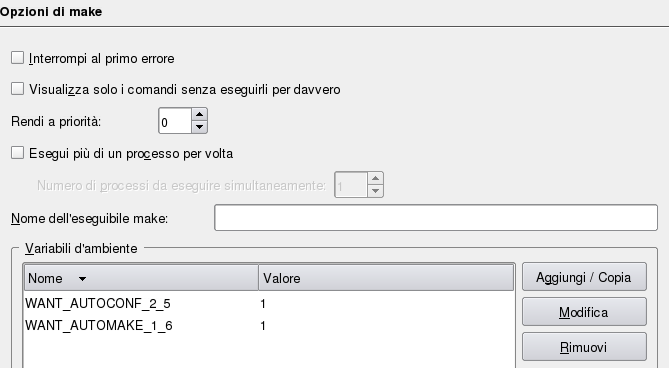 Opzioni di make
Interrompi al primo errore
Visualizza solo i comandi senza eseguirli per davvero
Rendi a priorità: 0
Esegui più di un processo per volta
Numero di processi da eseguire simultaneamente: 1
Nome dell'eseguibile make:
Variabili d'ambiente
Nome Valore Aggiungi / Copia
WANT_AUTOCONF_2_5 1 Modifica
WANT_AUTOMAKE_1_6 1
Rimuovi